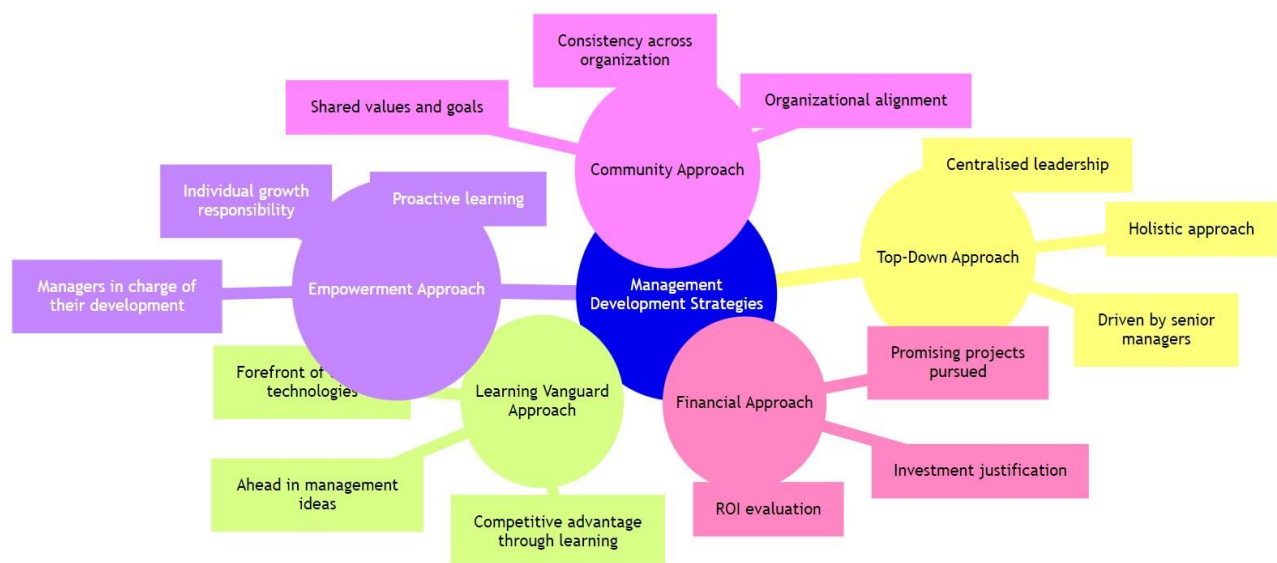 Consistency across
organization
Shared values and goals
Organizational alignment
Community Approach
Centralised leadership
Individual growth
responsibility
Proactive learning
Holistic approach
Top-Down Approach
Managers in charge of
their development
Empowerment Approach
Management
Development Strategies
Driven by senior
managers
Promising projects
pursued
Forefront of
technologies
Learning Vanguard
Approach
Financial Approach
Investment justification
Ahead in management
ideas
ROI evaluation
Competitive advantage
through learning